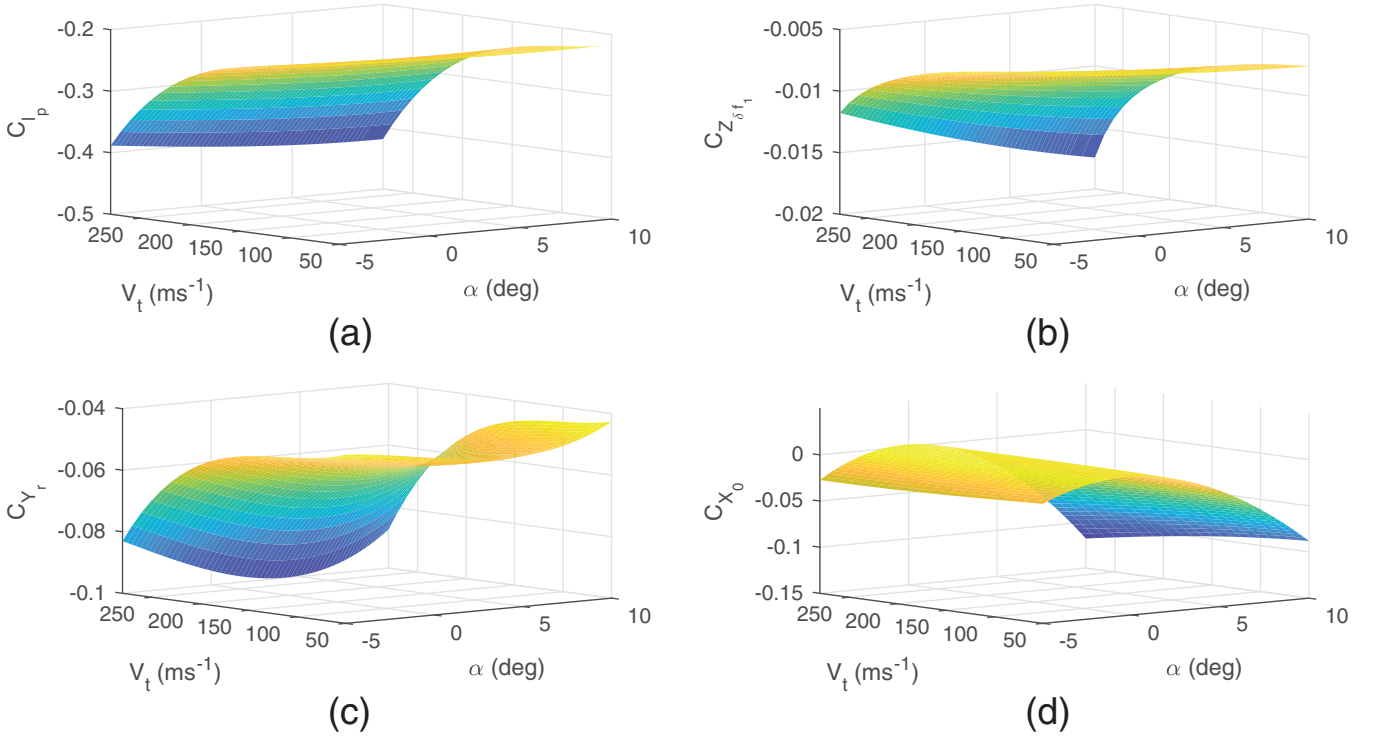 -0.2
-0.3
-0.4
-0.5
C_{l_p}
250 200 150 100 50 -5 0 5 10
V_t (ms^{-1}) α (deg)
(a)
-0.005
-0.01
-0.015
-0.02
C_{Z_{δ f_1}}
250 200 150 100 50 -5 0 5 10
V_t (ms^{-1}) α (deg)
(b)
-0.04
-0.06
-0.08
-0.1
C_{Y_r}
250 200 150 100 50 -5 0 5 10
V_t (ms^{-1}) α (deg)
(c)
0
-0.05
-0.1
-0.15
C_{X_0}
250 200 150 100 50 -5 0 5 10
V_t (ms^{-1}) α (deg)
(d)